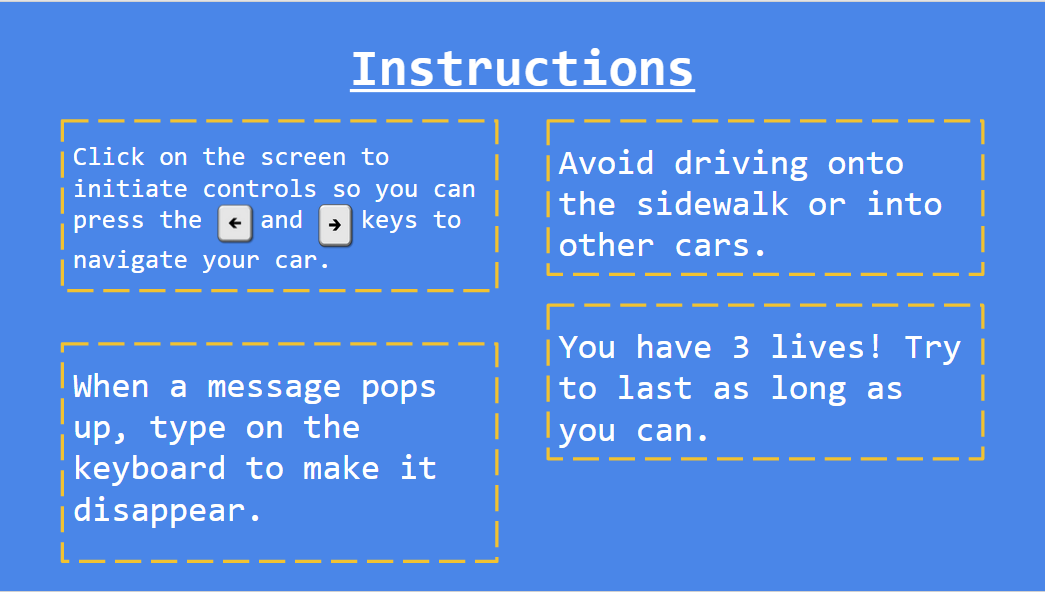 Instructions
Click on the screen to
initiate controls so you can
press the ← and → keys to
navigate your car.
When a message pops
up, type on the
keyboard to make it
disappear.
Avoid driving onto
the sidewalk or into
other cars.
You have 3 lives! Try
to last as long as
you can.